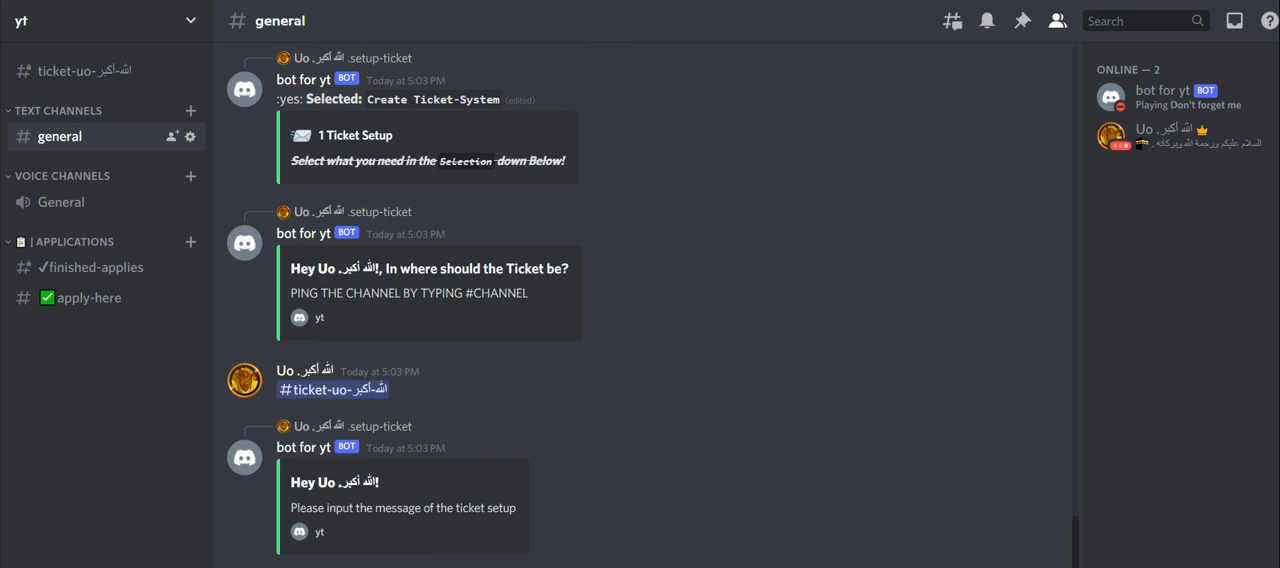 yt
ticket-uo-الله-أكبر
TEXT CHANNELS
general
VOICE CHANNELS
General
📋 | APPLICATIONS
✓finished-applies
✅apply-here
general
Search
Uo .الله أكبر .setup-ticket
bot for yt BOT Today at 5:03 PM
:yes: Selected: Create Ticket-System (edited)
📨 1 Ticket Setup
Select what you need in the Selection down Below!
Uo .الله أكبر .setup-ticket
bot for yt BOT Today at 5:03 PM
Hey Uo .الله أكبر!, In where should the Ticket be?
PING THE CHANNEL BY TYPING #CHANNEL
yt
Uo .الله أكبر Today at 5:03 PM
#ticket-uo-الله-أكبر
Uo .الله أكبر .setup-ticket
bot for yt BOT Today at 5:03 PM
Hey Uo .الله أكبر!
Please input the message of the ticket setup
yt
ONLINE — 2
bot for yt BOT
Playing Don't forget me
Uo .الله أكبر
🕋 . السلام عليكم ورحمة الله وبركاته